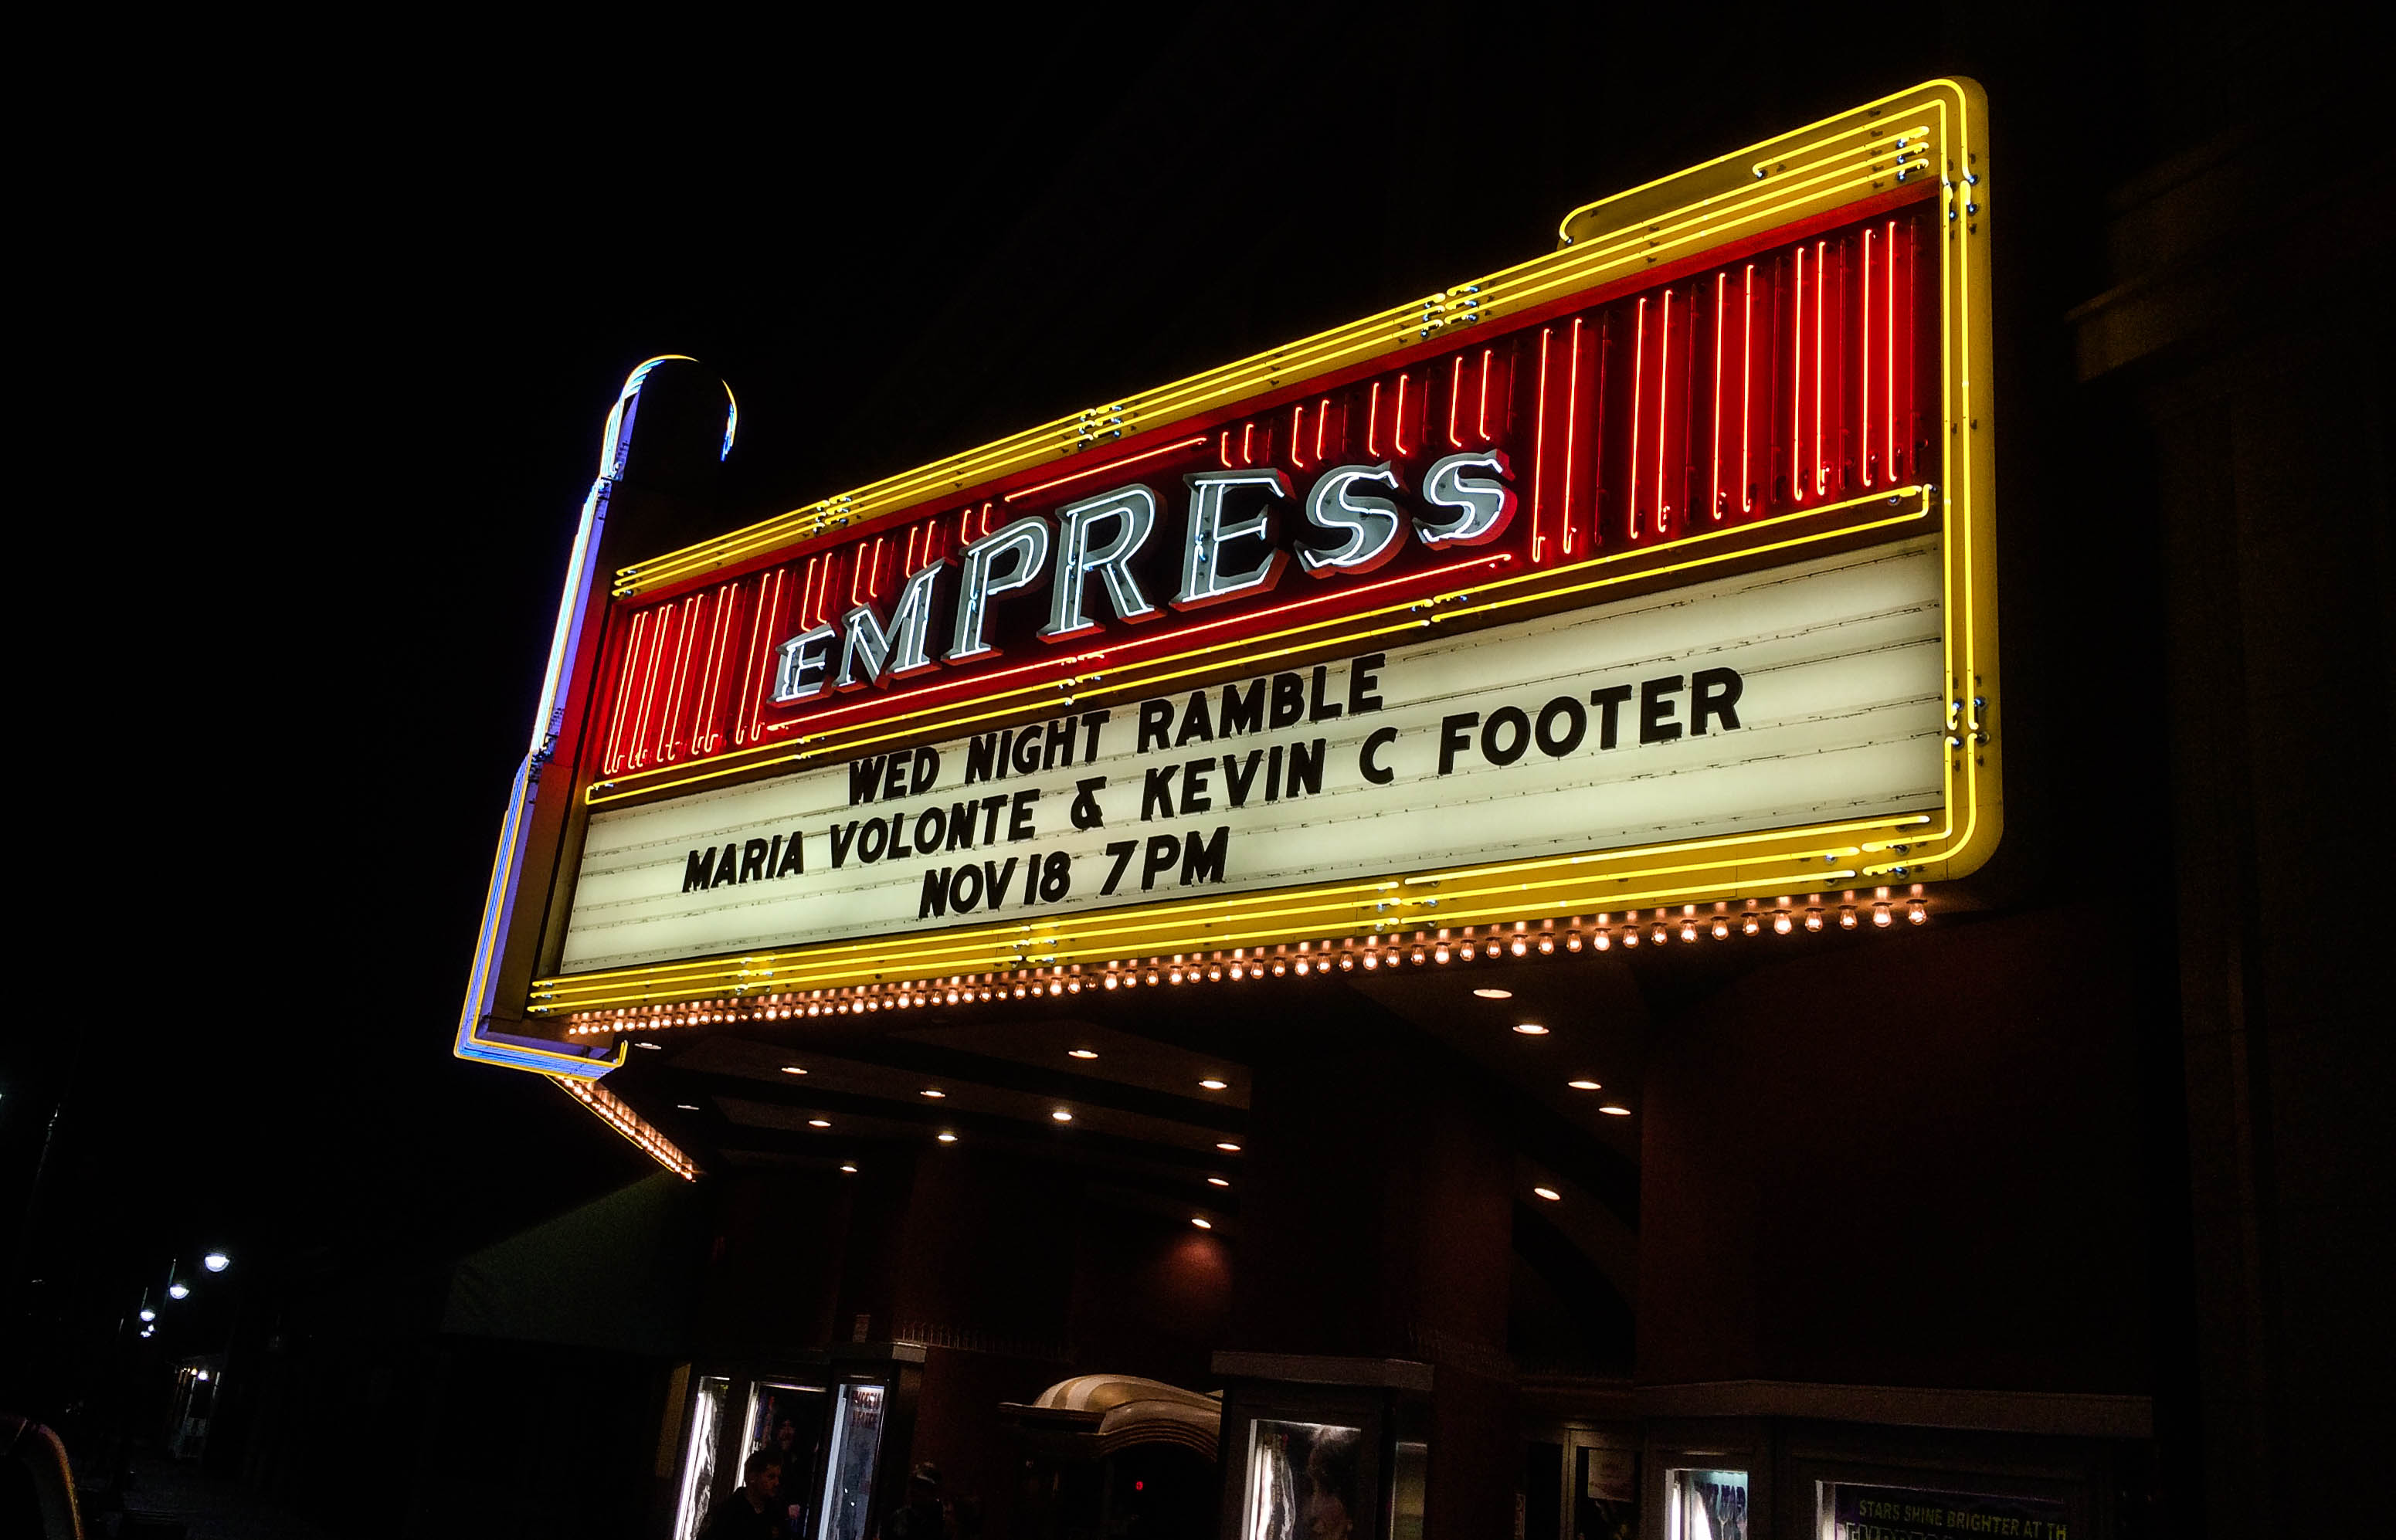 EMPRESS
WED NIGHT RAMBLE
MARIA VOLONTE & KEVIN C FOOTER
NOV 18 7PM
STARS SHINE BRIGHTER AT TH